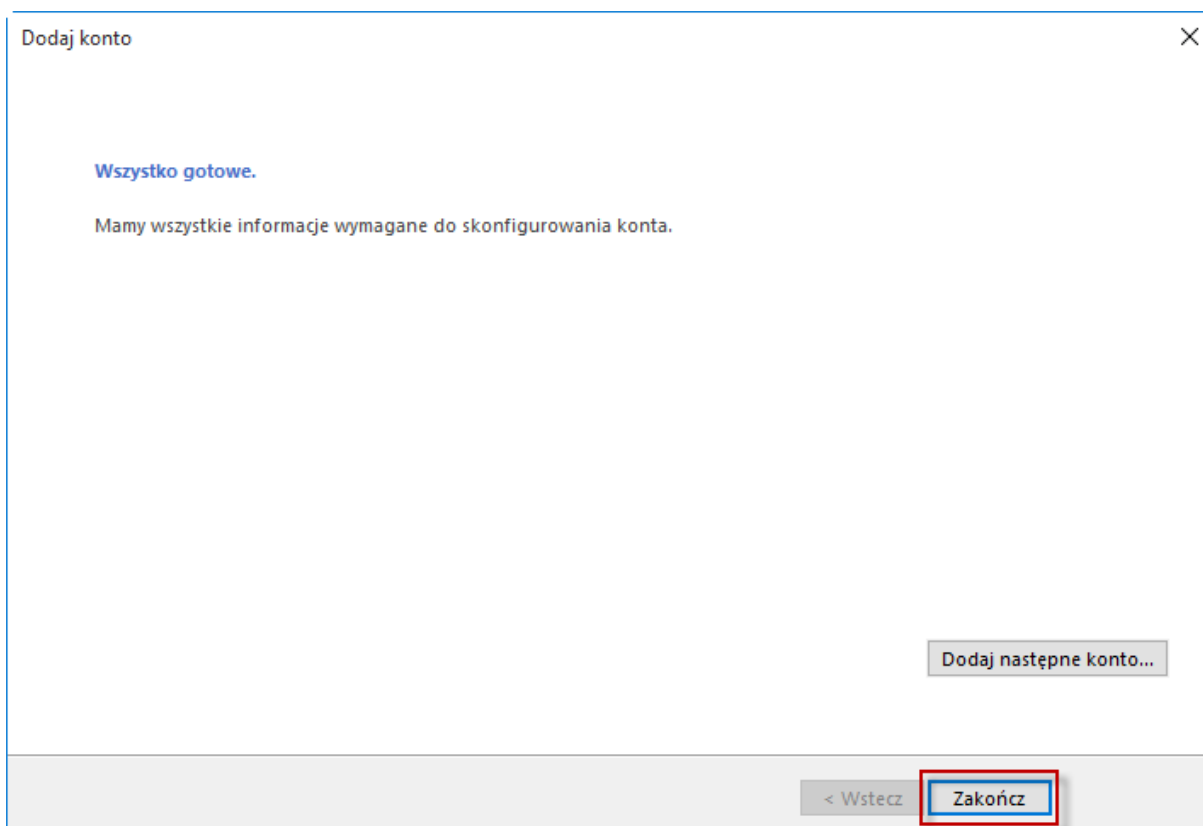 Dodaj konto
Wszystko gotowe.
Mamy wszystkie informacje wymagane do skonfigurowania konta.
Dodaj następne konto...
< Wstecz
Zakończ